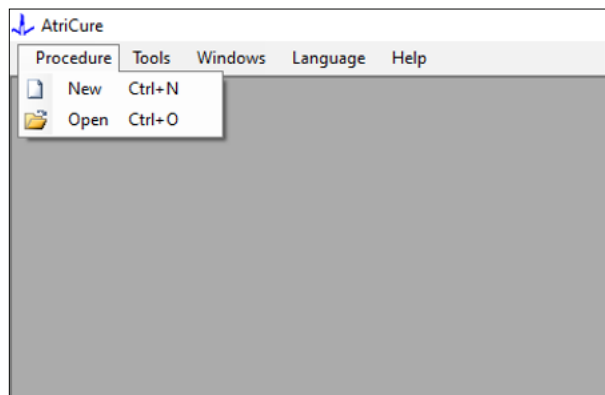 AtriCure
Procedure Tools Windows Language Help
New Ctrl+N
Open Ctrl+O